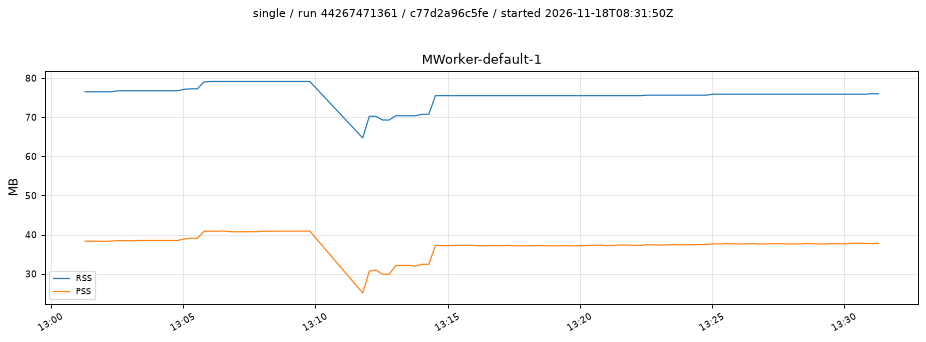 single / run 44267471361 / c77d2a96c5fe / started 2026-11-18T08:31:50Z
MWorker-default-1
MB
80
70
60
50
40
30
RSS
PSS
13:00
13:05
13:10
13:15
13:20
13:25
13:30